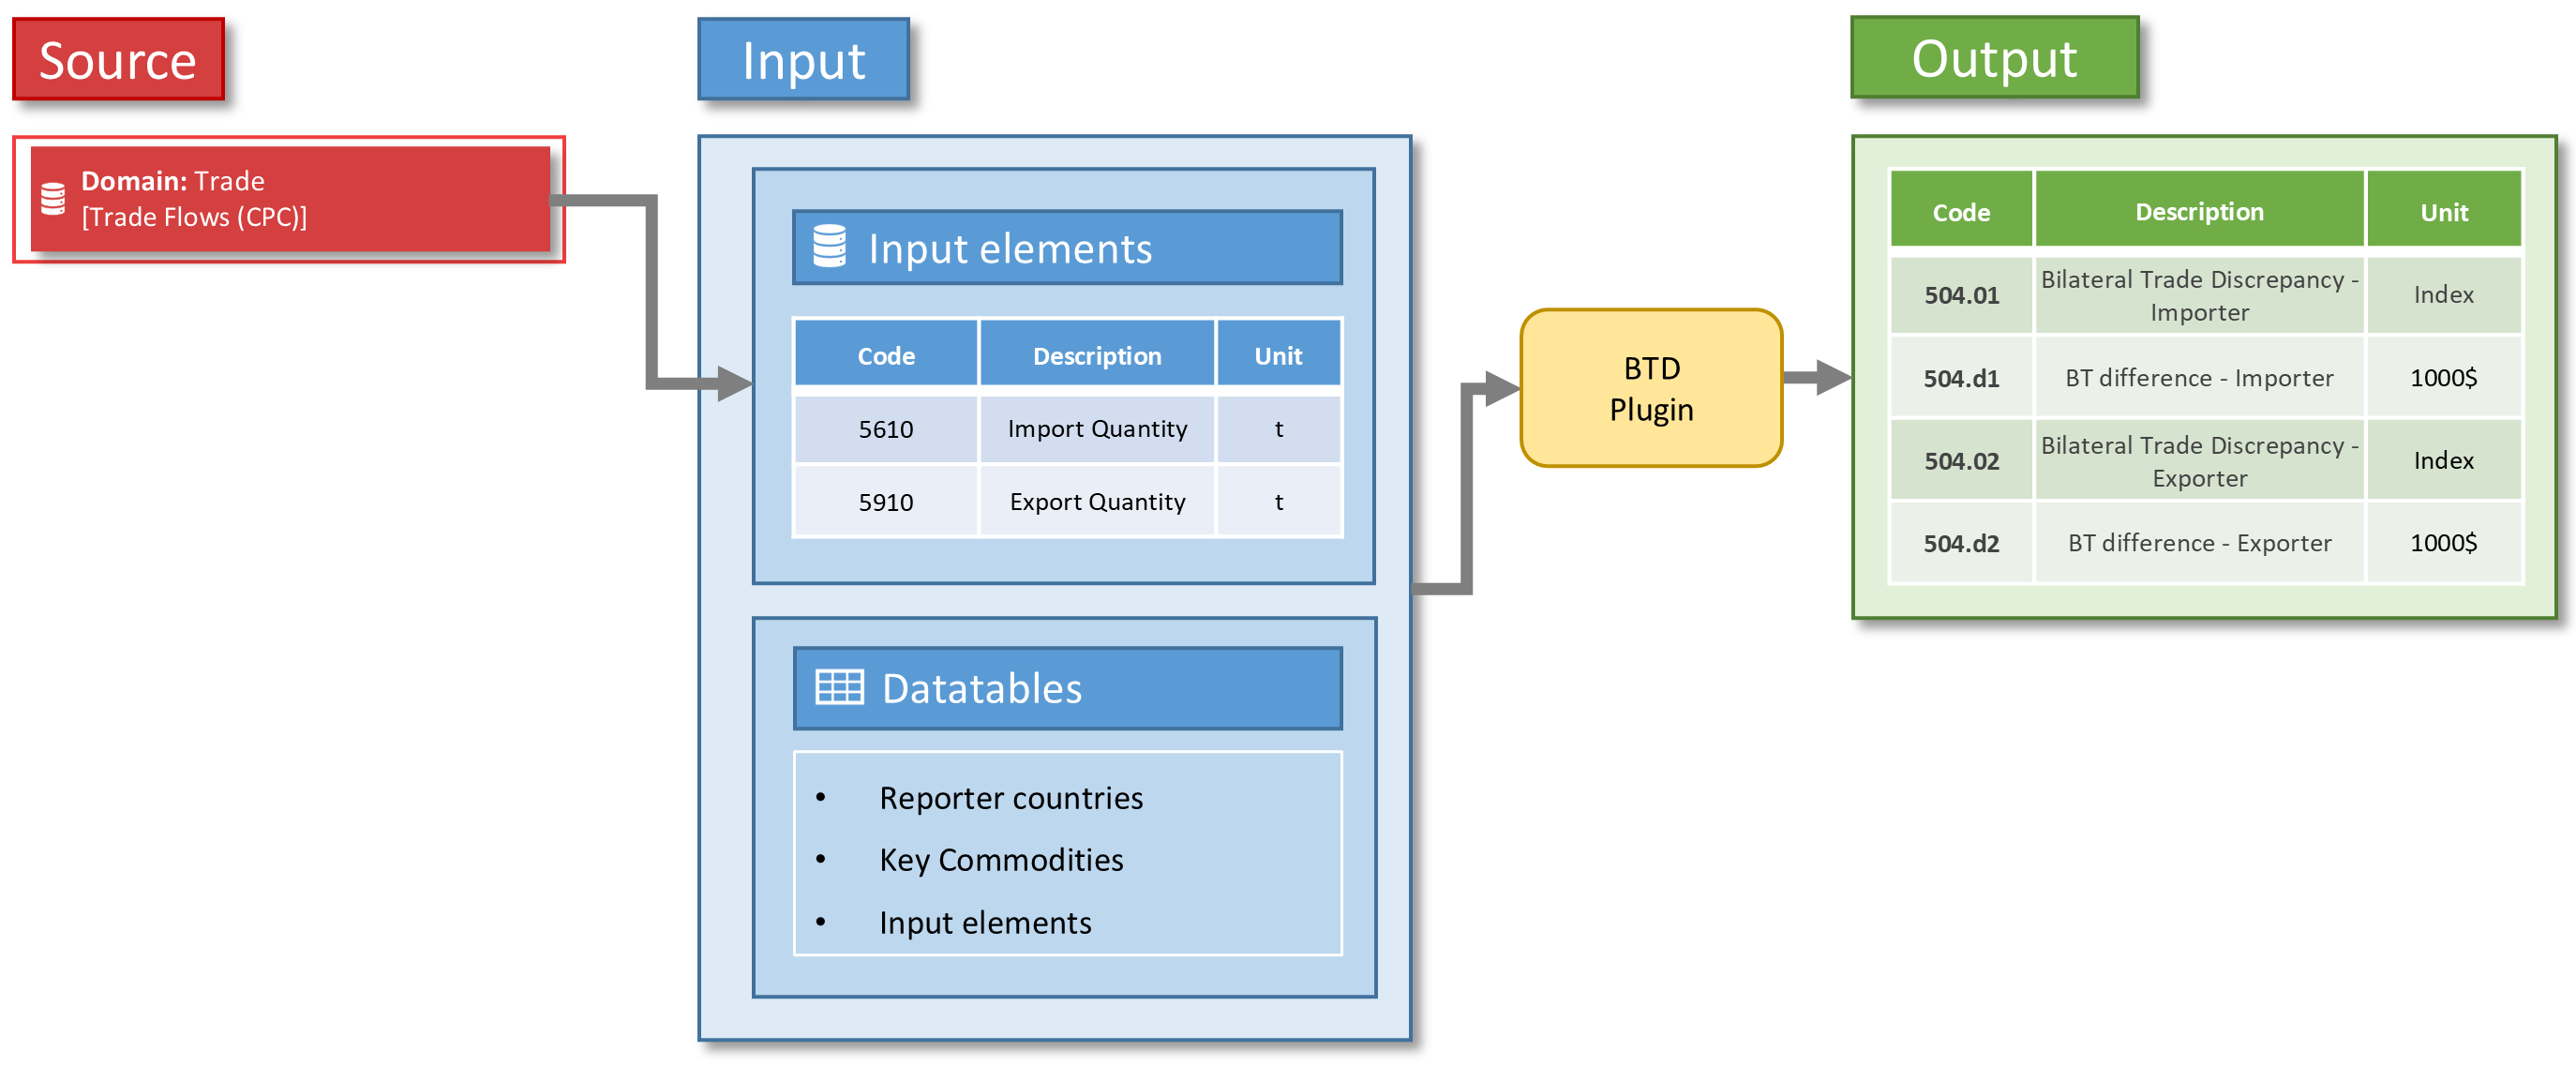 Source
Domain: Trade
[Trade Flows (CPC)]
Input
Input elements
Code Description Unit
5610 Import Quantity t
5910 Export Quantity t
Datatables
• Reporter countries
• Key Commodities
• Input elements
BTD
Plugin
Output
Code Description Unit
504.01 Bilateral Trade Discrepancy -
Importer Index
504.d1 BT difference - Importer 1000$
504.02 Bilateral Trade Discrepancy -
Exporter Index
504.d2 BT difference - Exporter 1000$